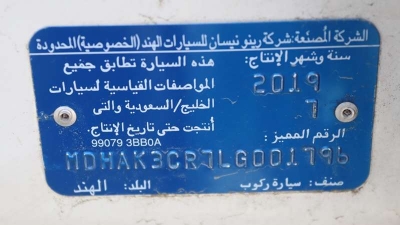 الشركة المصنعة: شركة رينو نيسان للسيارات الهند (الخصوصية) المحدودة
سنة وشهر الإنتاج: هذه السيارة تطابق جميع
2019 المواصفات القياسية لسيارات
7 الخليج/السعودية والتى
أنتجت حتى تاريخ الإنتاج.
الرقم المميز: 99079 3BB0A
MDHAK3CR7LG001796
صنف: سيارة ركوب البلد: الهند